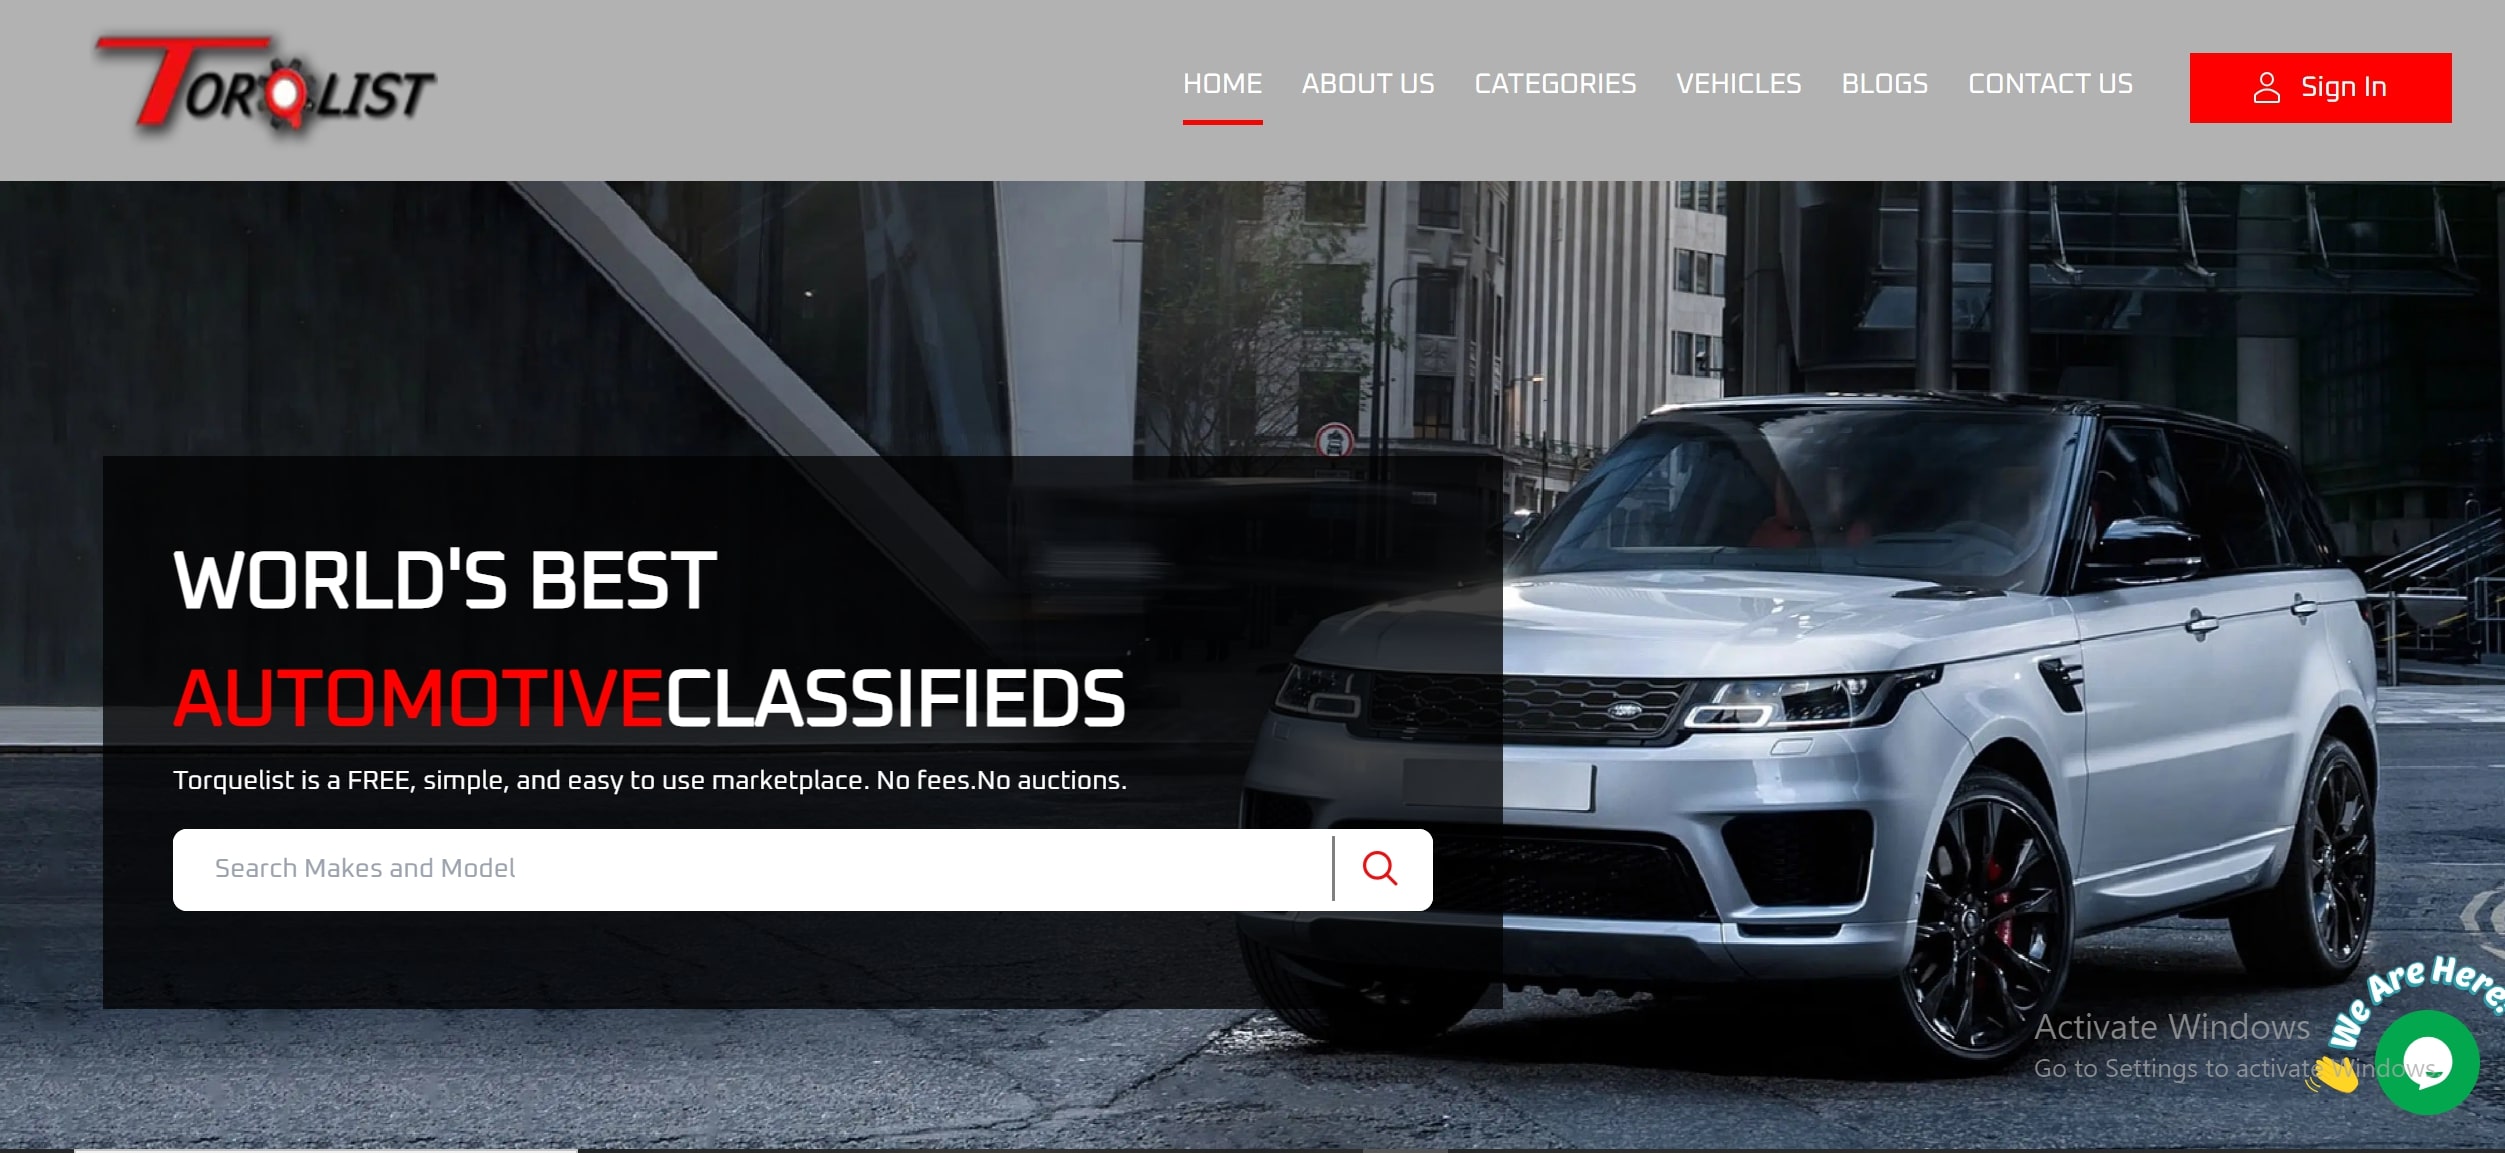 TORQLIST
HOME ABOUT US CATEGORIES VEHICLES BLOGS CONTACT US Sign In
WORLD'S BEST
AUTOMOTIVECLASSIFIEDS
Torquelist is a FREE, simple, and easy to use marketplace. No fees.No auctions.
Search Makes and Model
We Are Here!
Activate Windows
Go to Settings to activate Windows.